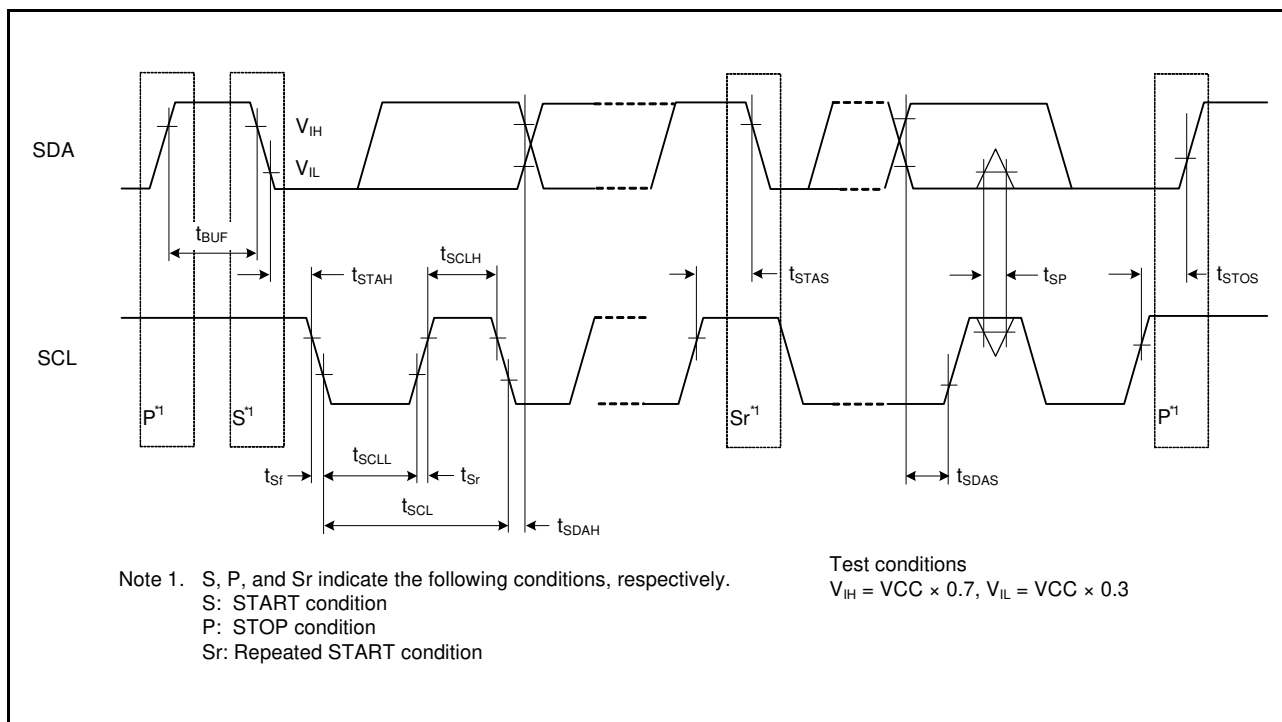 SDA
V_IH
V_IL
t_BUF
t_SCLH
t_STAH
t_STAS
t_SP
t_STOS
SCL
P*1
S*1
Sr*1
P*1
t_SCLL
t_Sf
t_Sr
t_SDAS
t_SCL
t_SDAH
Note 1. S, P, and Sr indicate the following conditions, respectively.
S: START condition
P: STOP condition
Sr: Repeated START condition
Test conditions
V_IH = VCC × 0.7, V_IL = VCC × 0.3